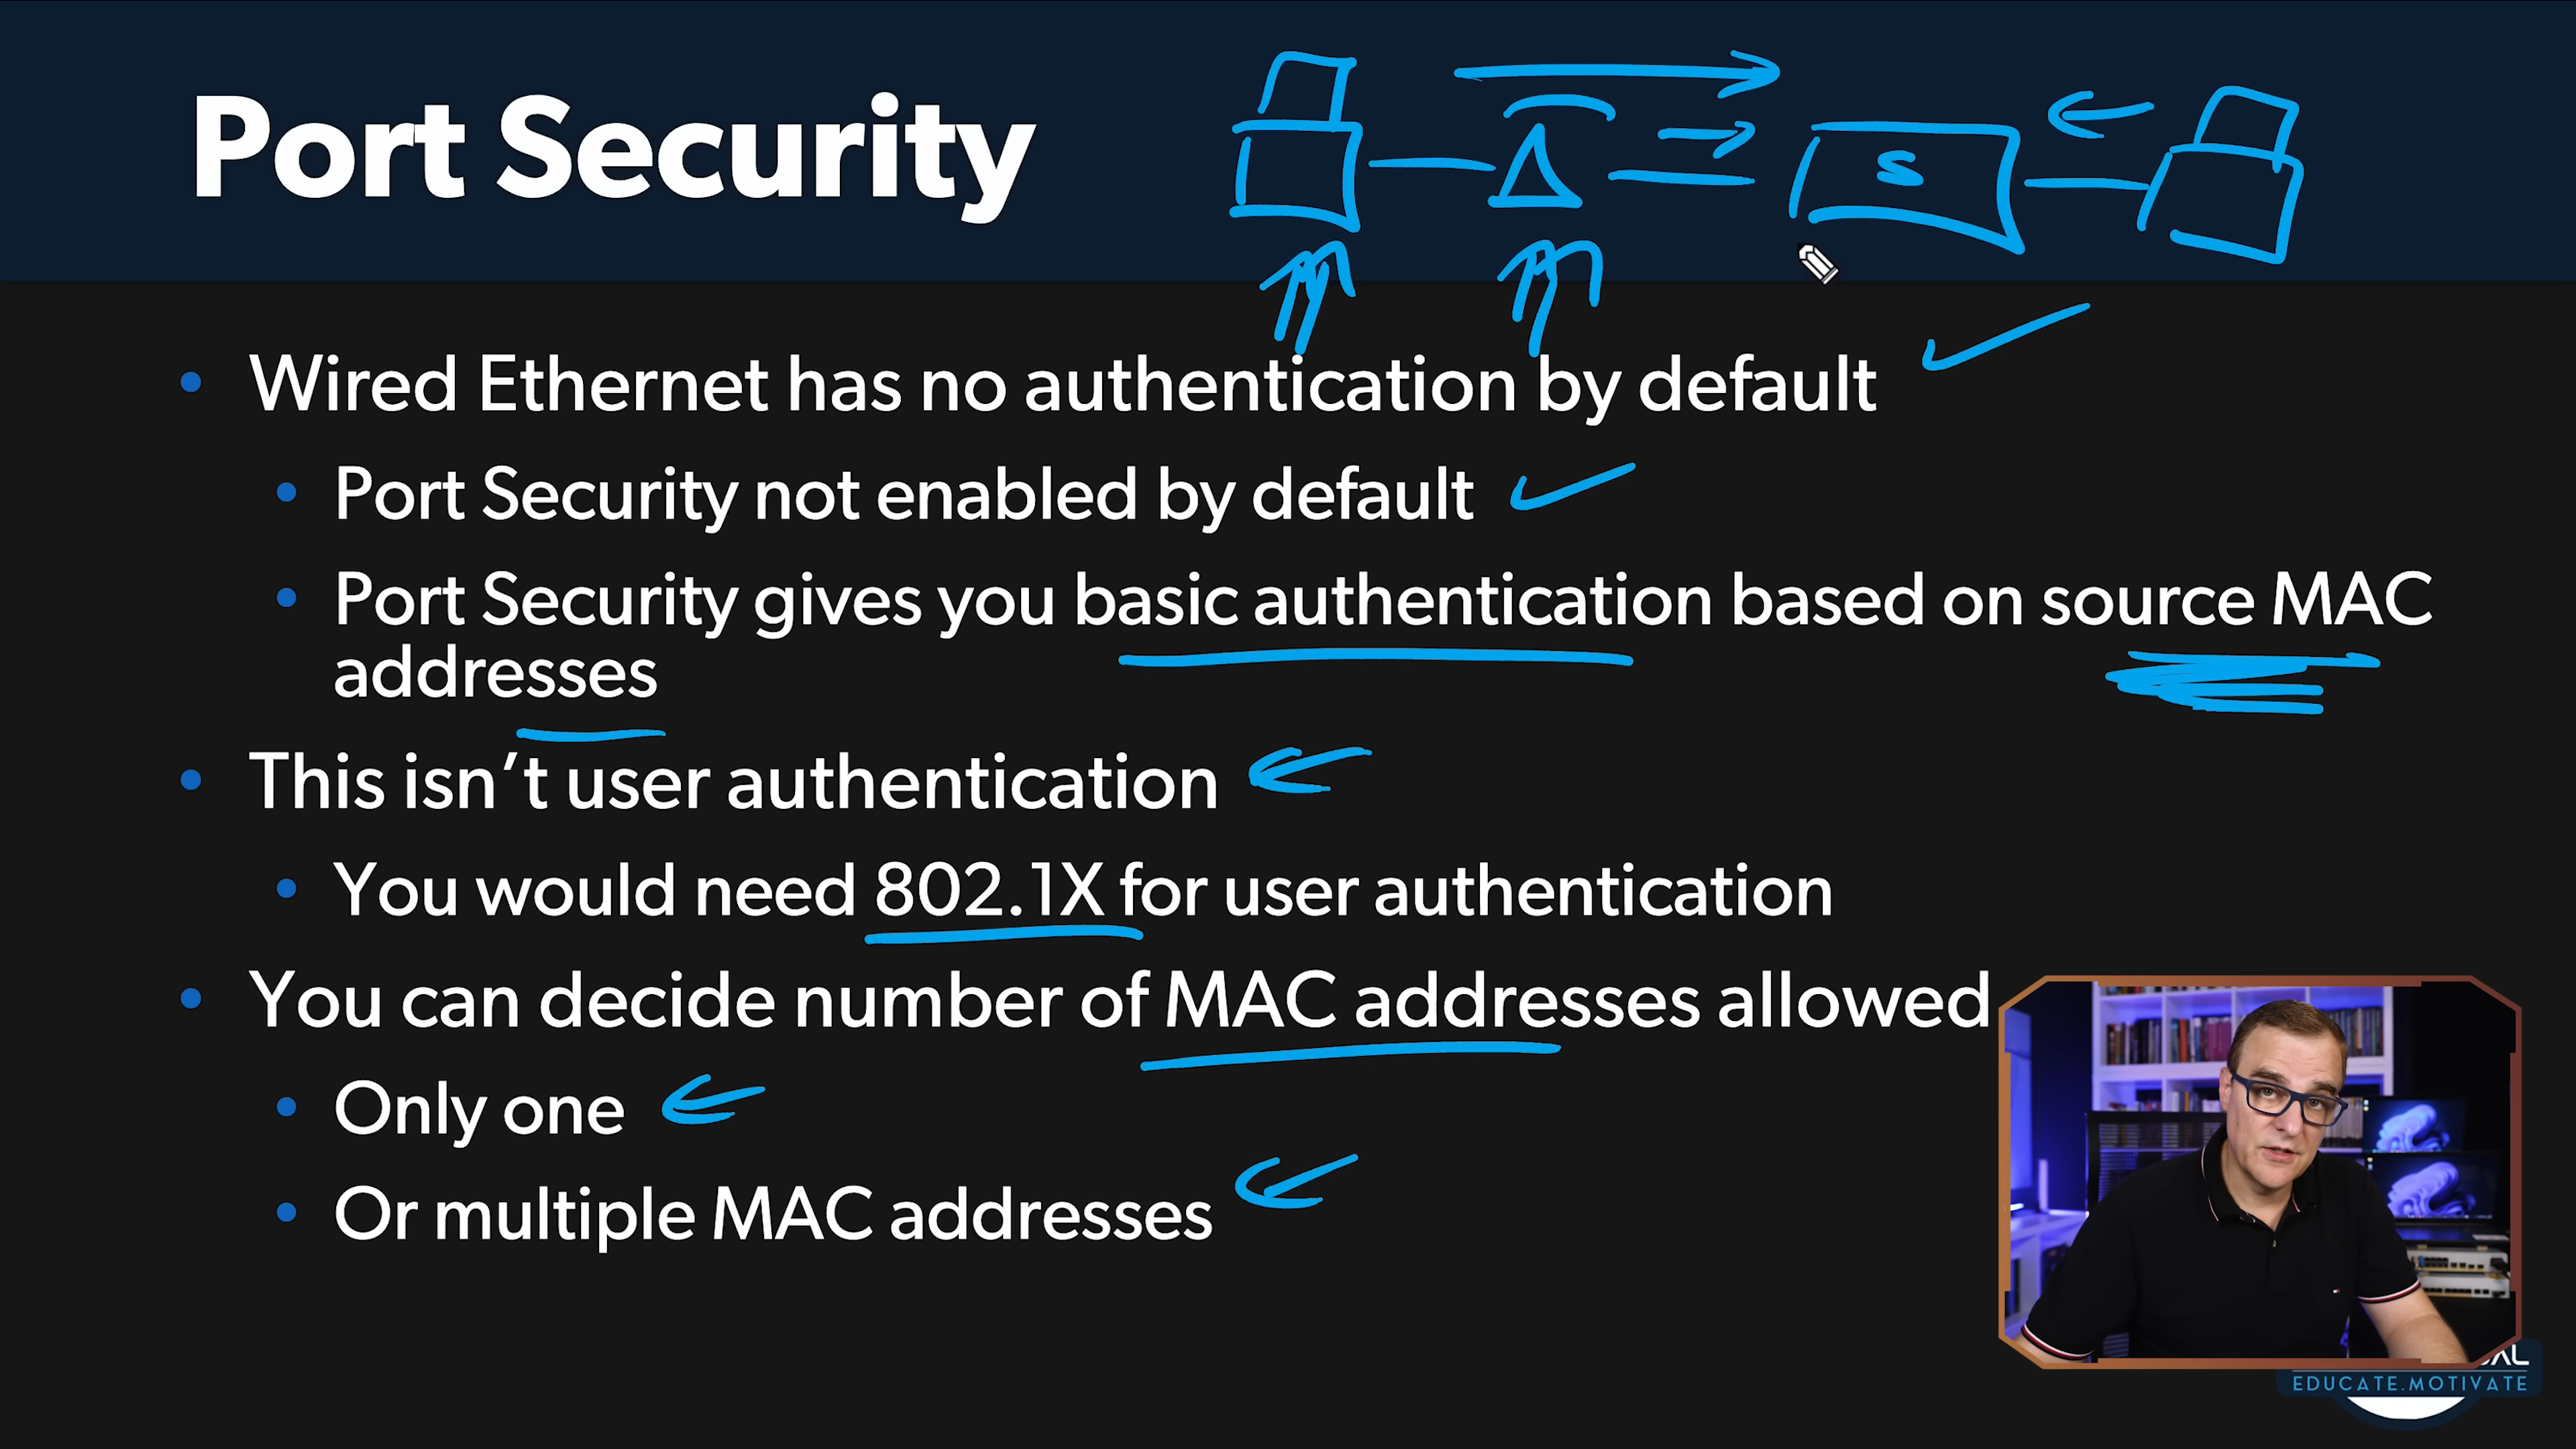 Port Security
S
Wired Ethernet has no authentication by default
Port Security not enabled by default
Port Security gives you basic authentication based on source MAC
addresses
This isn't user authentication
You would need 802.1X for user authentication
You can decide number of MAC addresses allowed
Only one
Or multiple MAC addresses
EDUCATE.MOTIVATE